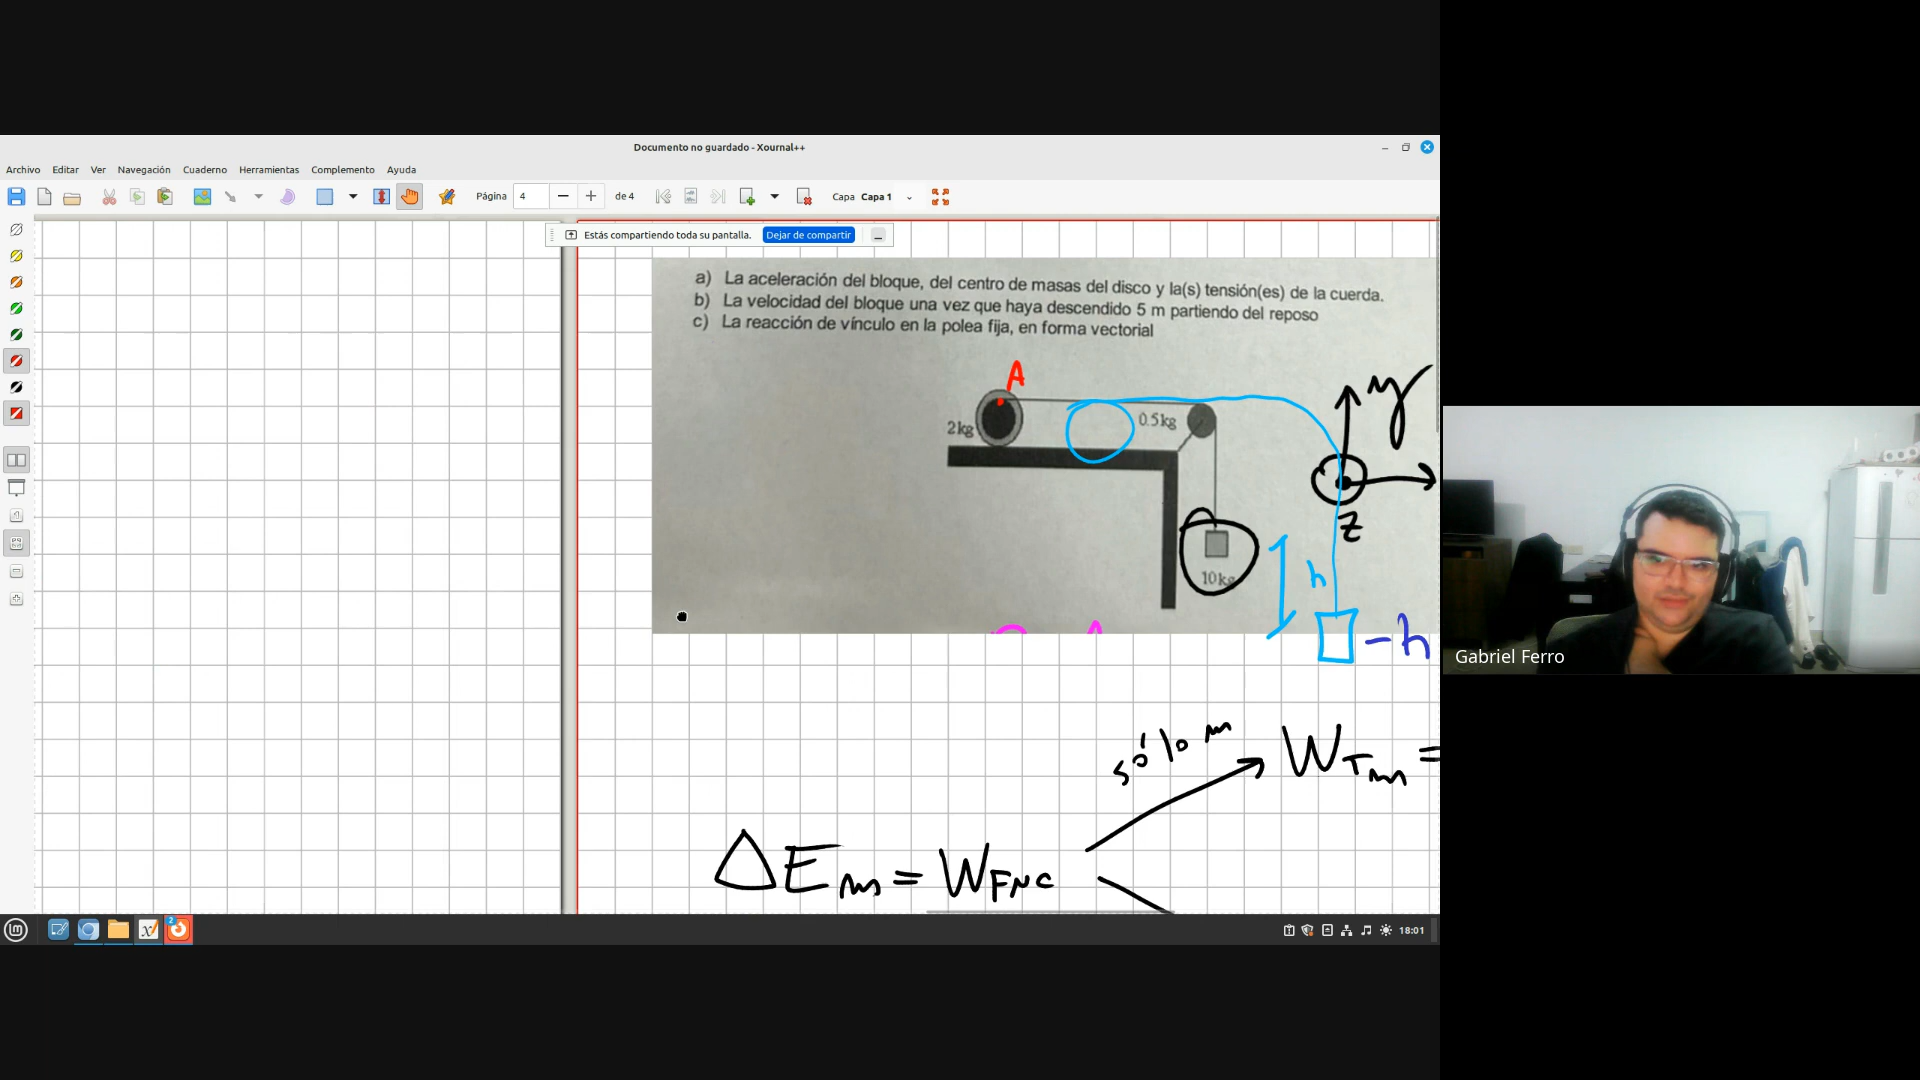 Documento no guardado - Xournal++
Archivo Editar Ver Navegación Cuaderno Herramientas Complemento Ayuda
Página 4 de 4 Capa Capa 1
Estás compartiendo toda su pantalla. Dejar de compartir
a) La aceleración del bloque, del centro de masas del disco y la(s) tensión(es) de la cuerda.
b) La velocidad del bloque una vez que haya descendido 5 m partiendo del reposo
c) La reacción de vínculo en la polea fija, en forma vectorial
A
y
2kg
0.5kg
z
10kg
h
-h
sólo m
W_Tm =
ΔEm = W_FNC
Gabriel Ferro
2
18:01